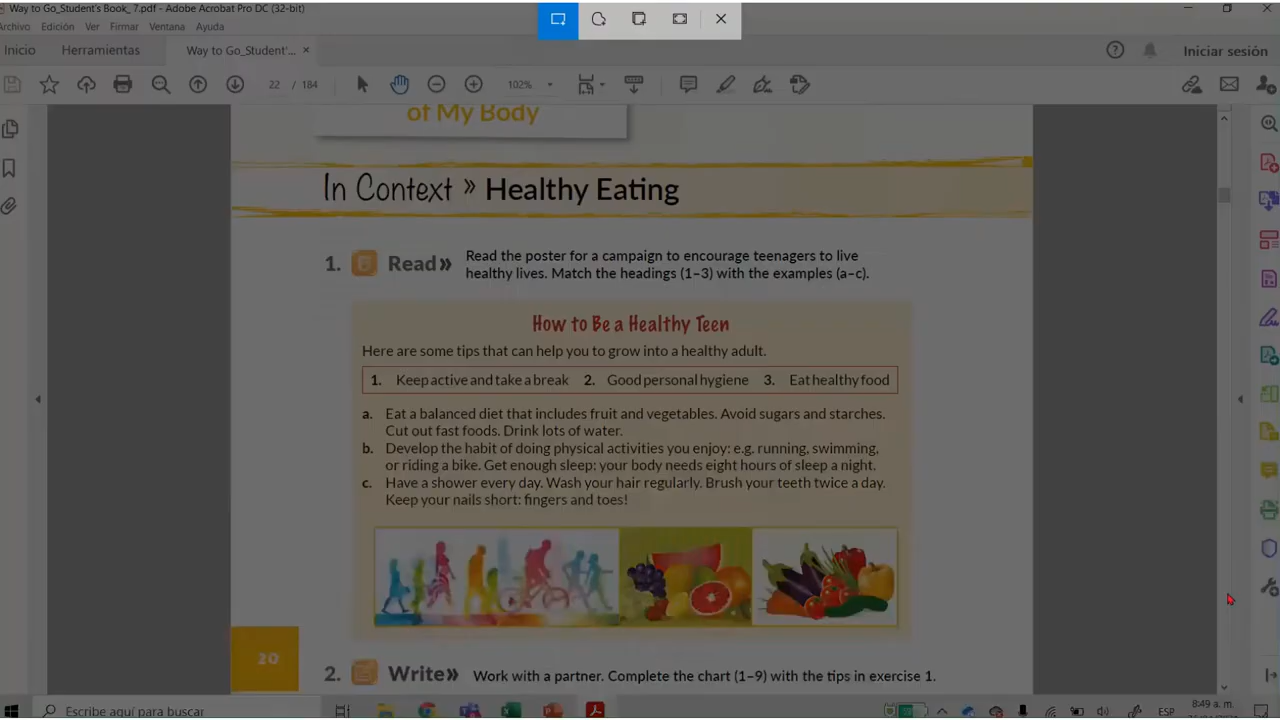 Way to Go_Student's Book_ 7.pdf - Adobe Acrobat Pro DC (32-bit)
Archivo Edición Ver Firmar Ventana Ayuda
Inicio Herramientas Way to Go_Student'... × Iniciar sesión
22 / 184 102%
of My Body
In Context » Healthy Eating
1. Read» Read the poster for a campaign to encourage teenagers to live
healthy lives. Match the headings (1–3) with the examples (a–c).
How to Be a Healthy Teen
Here are some tips that can help you to grow into a healthy adult.
1. Keep active and take a break 2. Good personal hygiene 3. Eat healthy food
a. Eat a balanced diet that includes fruit and vegetables. Avoid sugars and starches.
Cut out fast foods. Drink lots of water.
b. Develop the habit of doing physical activities you enjoy: e.g. running, swimming,
or riding a bike. Get enough sleep: your body needs eight hours of sleep a night.
c. Have a shower every day. Wash your hair regularly. Brush your teeth twice a day.
Keep your nails short: fingers and toes!
20
2. Write» Work with a partner. Complete the chart (1–9) with the tips in exercise 1.
Escribe aquí para buscar
ESP
8:49 a. m.